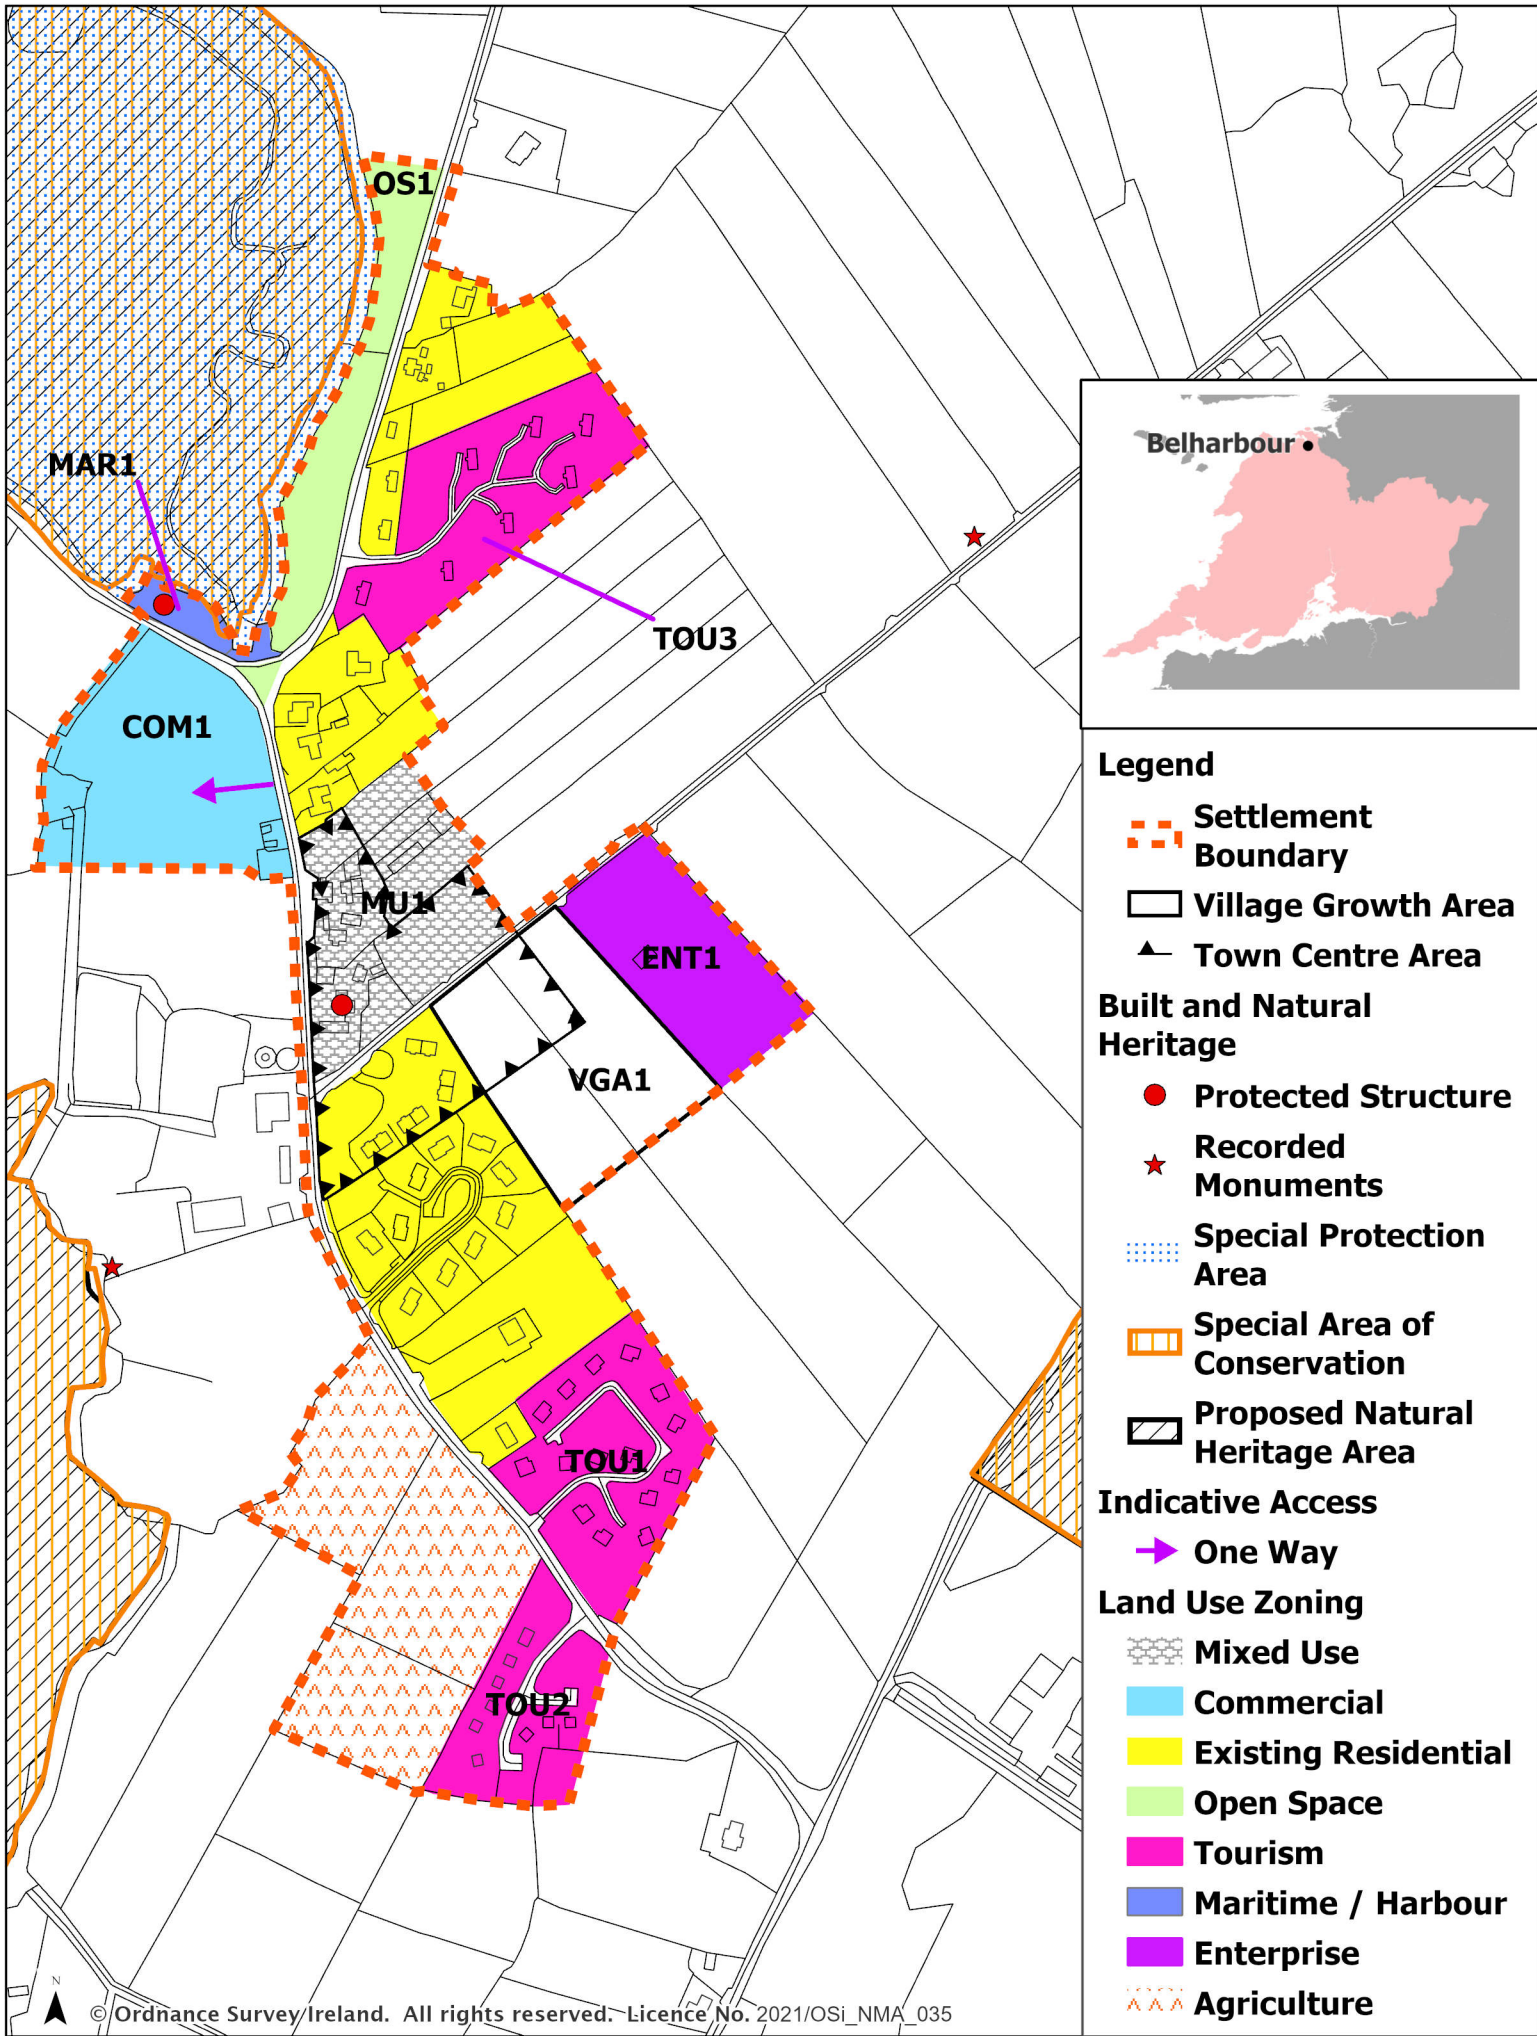 OS1
MAR1
TOU3
COM1
MU1
ENT1
VGA1
TOU1
TOU2
Belharbour
Legend
Settlement
Boundary
Village Growth Area
Town Centre Area
Built and Natural
Heritage
Protected Structure
Recorded
Monuments
Special Protection
Area
Special Area of
Conservation
Proposed Natural
Heritage Area
Indicative Access
One Way
Land Use Zoning
Mixed Use
Commercial
Existing Residential
Open Space
Tourism
Maritime / Harbour
Enterprise
Agriculture
N
© Ordnance Survey Ireland. All rights reserved. Licence No. 2021/OSi_NMA_035